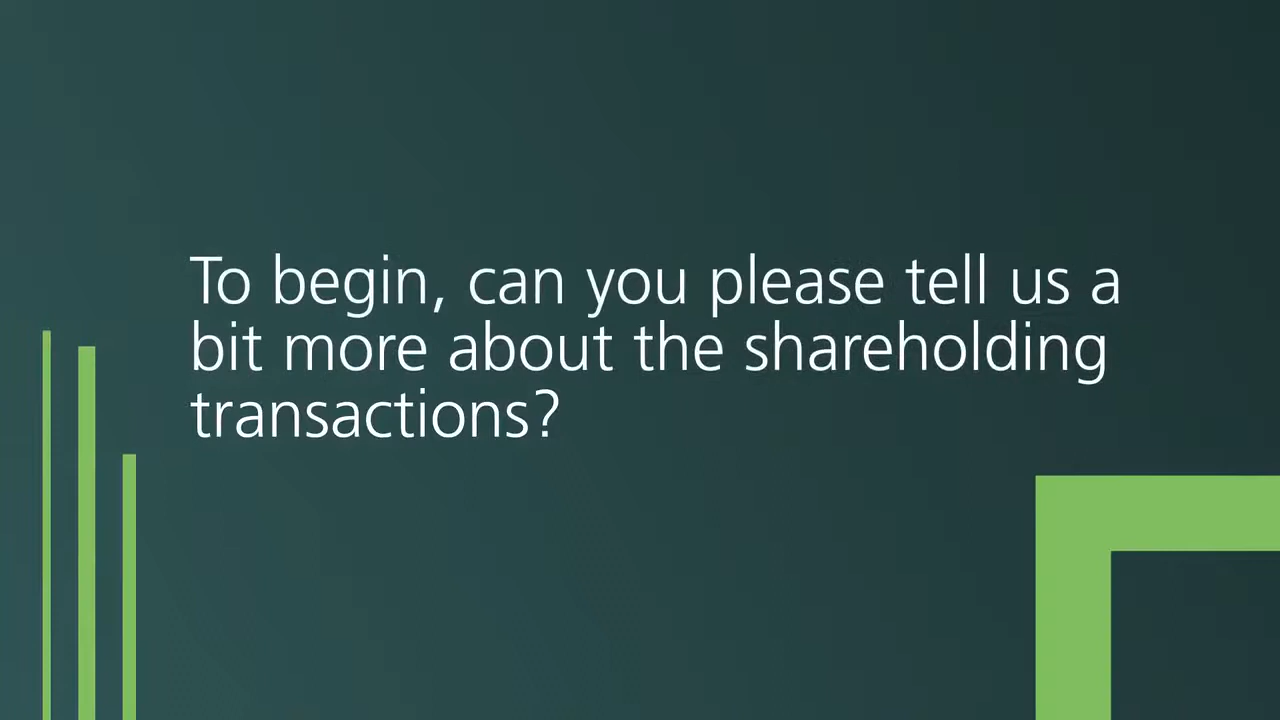 To begin, can you please tell us a
bit more about the shareholding
transactions?